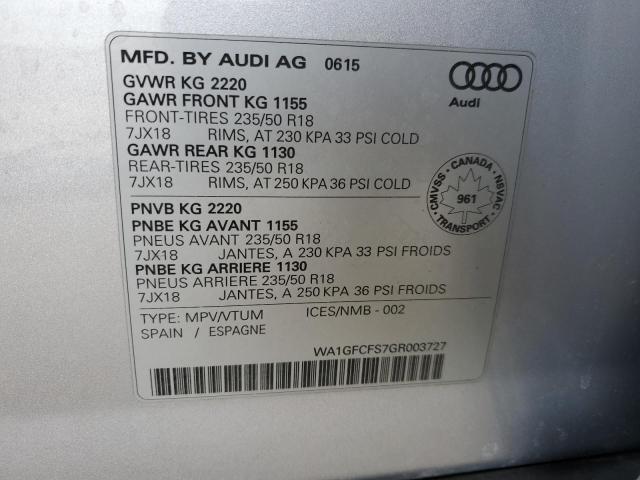 MFD. BY AUDI AG 0615
GVWR KG 2220
GAWR FRONT KG 1155
FRONT-TIRES 235/50 R18
7JX18 RIMS, AT 230 KPA 33 PSI COLD
GAWR REAR KG 1130
REAR-TIRES 235/50 R18
7JX18 RIMS, AT 250 KPA 36 PSI COLD
Audi
CMVSS - CANADA - NSVAC
961
TRANSPORT
PNVB KG 2220
PNBE KG AVANT 1155
PNEUS AVANT 235/50 R18
7JX18 JANTES, A 230 KPA 33 PSI FROIDS
PNBE KG ARRIERE 1130
PNEUS ARRIERE 235/50 R18
7JX18 JANTES, A 250 KPA 36 PSI FROIDS
TYPE: MPV/VTUM ICES/NMB - 002
SPAIN / ESPAGNE
WA1GFCFS7GR003727